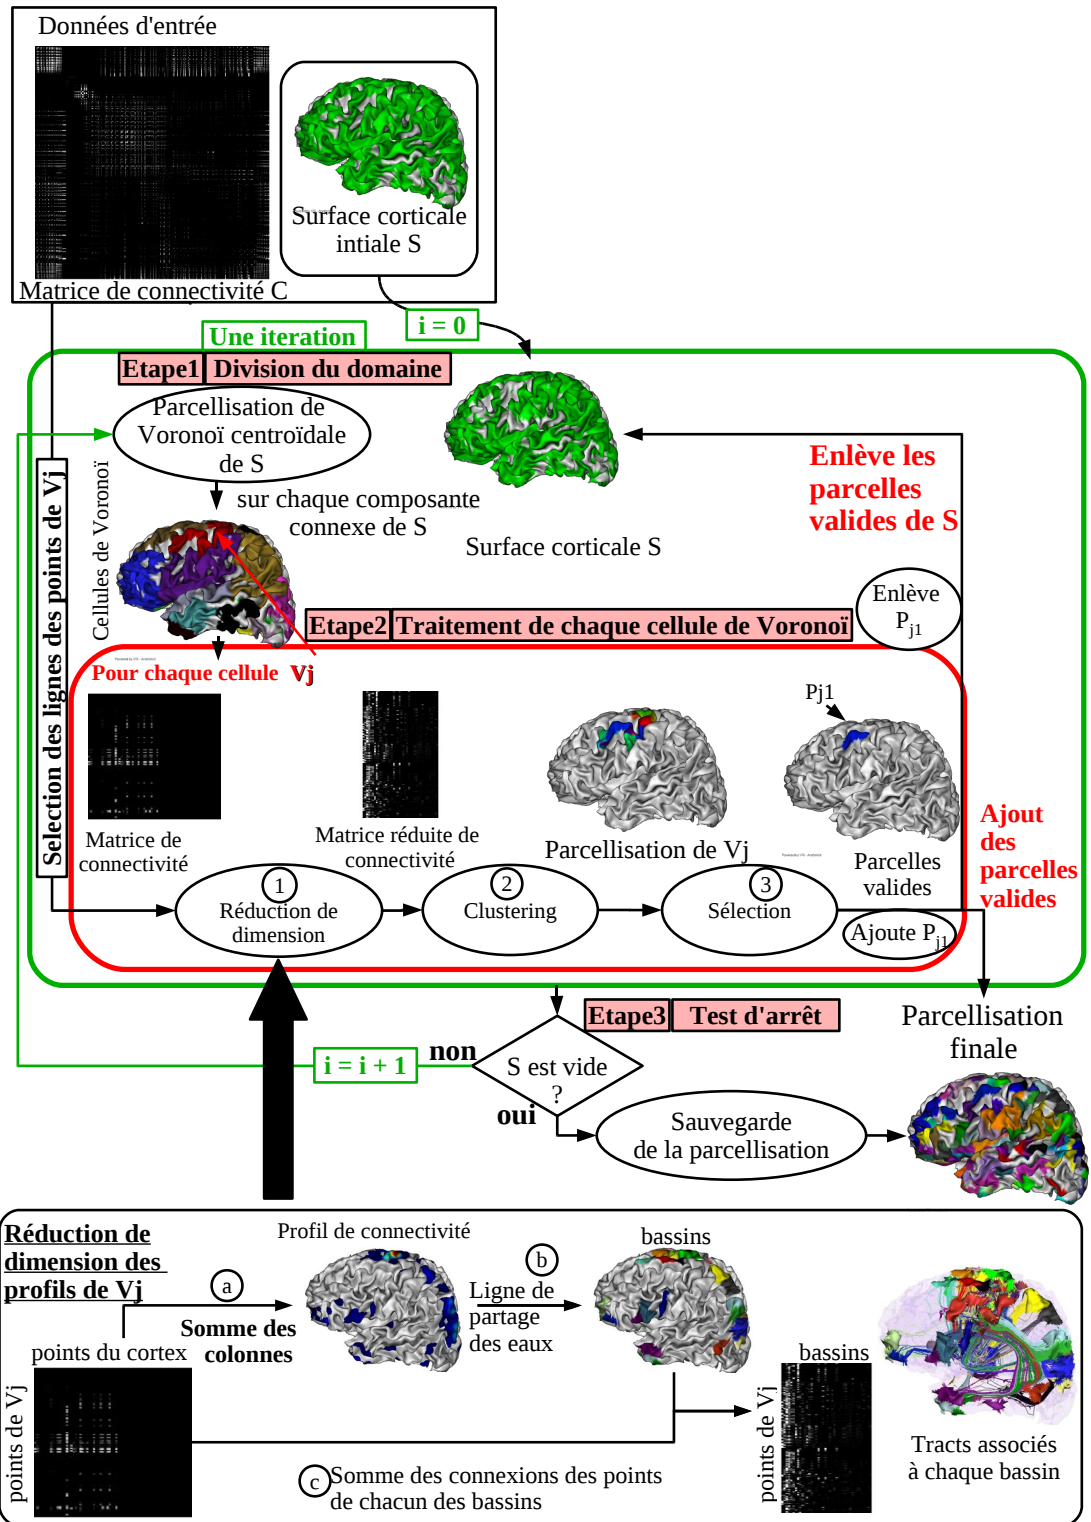 Données d'entrée
Surface corticale
intiale S
Matrice de connectivité C
i = 0
Une iteration
Etape1 Division du domaine
Parcellisation de
Voronoï centroïdale
de S
sur chaque composante
connexe de S
Surface corticale S
Enlève les
parcelles
valides de S
Selection des lignes des points de Vj
Cellules de Voronoï
Enlève
Pj1
Etape2 Traitement de chaque cellule de Voronoï
Pour chaque cellule Vj
Pj1
Matrice de
connectivité
Matrice réduite de
connectivité
Parcellisation de Vj
Parcelles
valides
Ajout
des
parcelles
valides
1
Réduction de
dimension
2
Clustering
3
Sélection
Ajoute Pj1
Etape3 Test d'arrêt
S est vide
?
non
i = i + 1
oui
Sauvegarde
de la parcellisation
Parcellisation
finale
Réduction de
dimension des
profils de Vj
a
Somme des
colonnes
Profil de connectivité
b
Ligne de
partage
des eaux
bassins
points du cortex
points de Vj
c
Somme des connexions des points
de chacun des bassins
bassins
points de Vj
Tracts associés
à chaque bassin